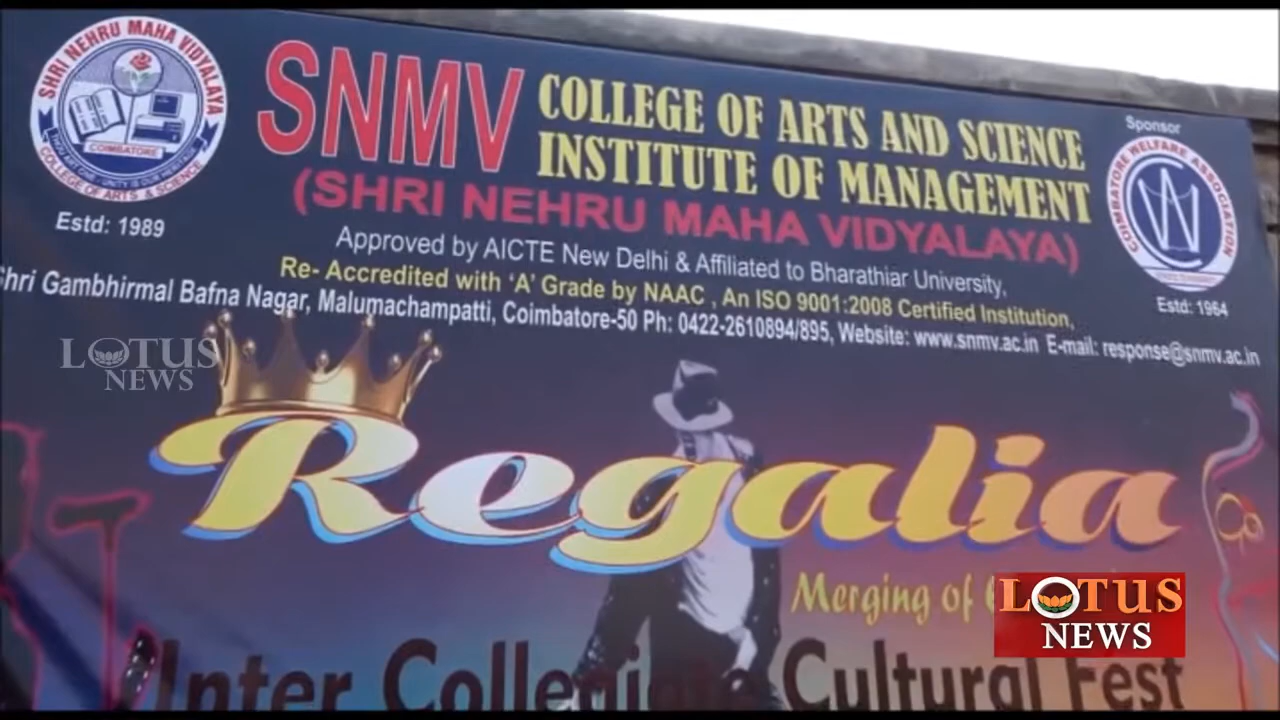 SHRI NEHRU MAHA VIDYALAYA
COIMBATORE
COLLEGE OF ARTS & SCIENCE
Estd: 1989
SNMV COLLEGE OF ARTS AND SCIENCE
INSTITUTE OF MANAGEMENT
(SHRI NEHRU MAHA VIDYALAYA)
Approved by AICTE New Delhi & Affiliated to Bharathiar University,
Re- Accredited with ‘A’ Grade by NAAC , An ISO 9001:2008 Certified Institution,
Shri Gambhirmal Bafna Nagar, Malumachampatti, Coimbatore-50 Ph: 0422-2610894/895, Website: www.snmv.ac.in E-mail: response@snmv.ac.in
Sponsor
COIMBATORE WELFARE ASSOCIATION
Estd: 1964
LOTUS
NEWS
Regalia
Merging of
LOTUS
NEWS
Inter Collegiate Cultural Fest